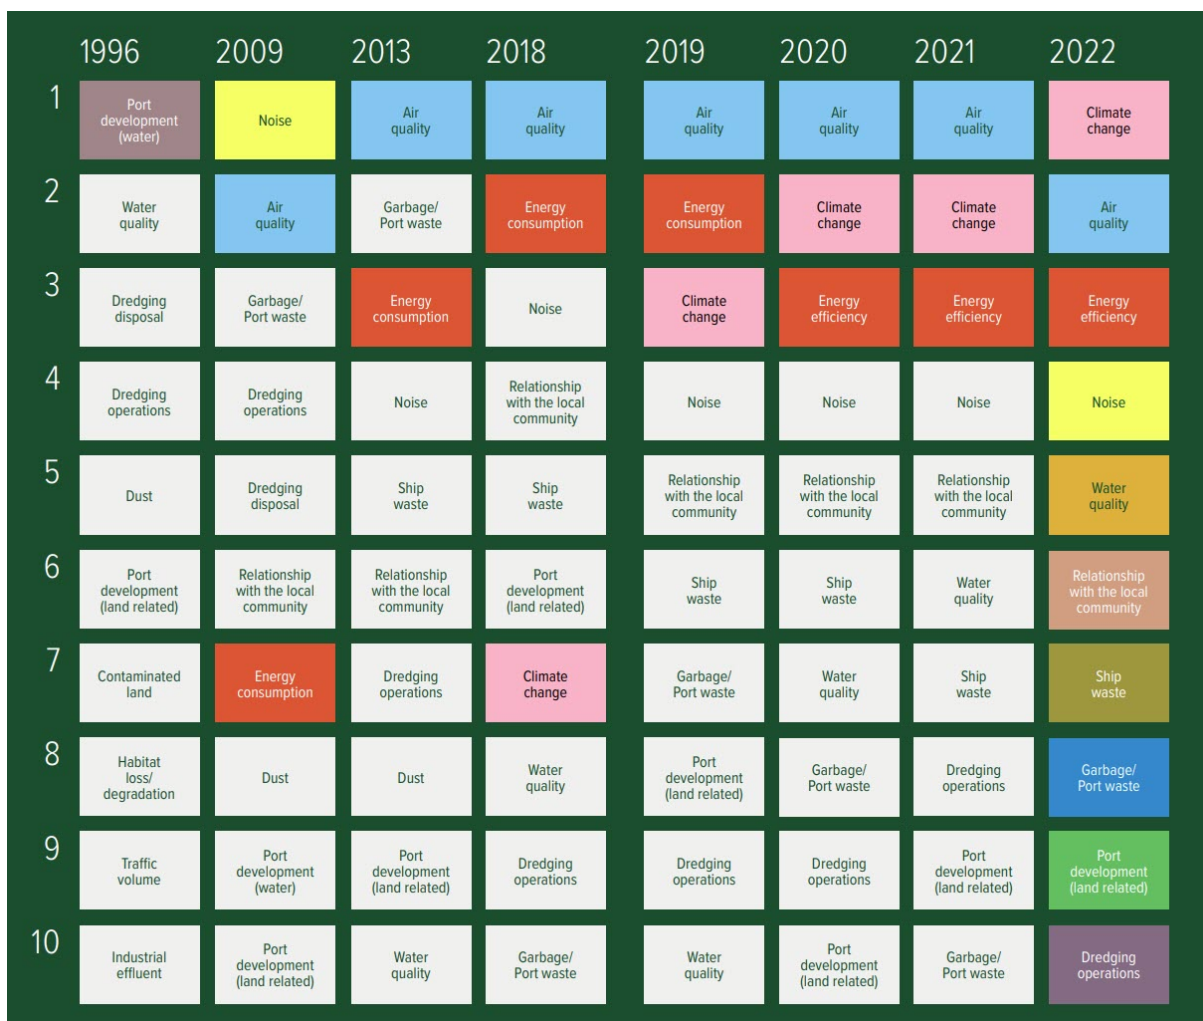 1996 2009 2013 2018 2019 2020 2021 2022
1
Port
development
(water)
Noise
Air
quality
Air
quality
Air
quality
Air
quality
Air
quality
Climate
change
2
Water
quality
Air
quality
Garbage/
Port waste
Energy
consumption
Energy
consumption
Climate
change
Climate
change
Air
quality
3
Dredging
disposal
Garbage/
Port waste
Energy
consumption
Noise
Climate
change
Energy
efficiency
Energy
efficiency
Energy
efficiency
4
Dredging
operations
Dredging
operations
Noise
Relationship
with the local
community
Noise
Noise
Noise
Noise
5
Dust
Dredging
disposal
Ship
waste
Ship
waste
Relationship
with the local
community
Relationship
with the local
community
Relationship
with the local
community
Water
quality
6
Port
development
(land related)
Relationship
with the local
community
Relationship
with the local
community
Port
development
(land related)
Ship
waste
Ship
waste
Water
quality
Relationship
with the local
community
7
Contaminated
land
Energy
consumption
Dredging
operations
Climate
change
Garbage/
Port waste
Water
quality
Ship
waste
Ship
waste
8
Habitat
loss/
degradation
Dust
Dust
Water
quality
Port
development
(land related)
Garbage/
Port waste
Dredging
operations
Garbage/
Port waste
9
Traffic
volume
Port
development
(water)
Port
development
(land related)
Dredging
operations
Dredging
operations
Dredging
operations
Port
development
(land related)
Port
development
(land related)
10
Industrial
effluent
Port
development
(land related)
Water
quality
Garbage/
Port waste
Water
quality
Port
development
(land related)
Garbage/
Port waste
Dredging
operations